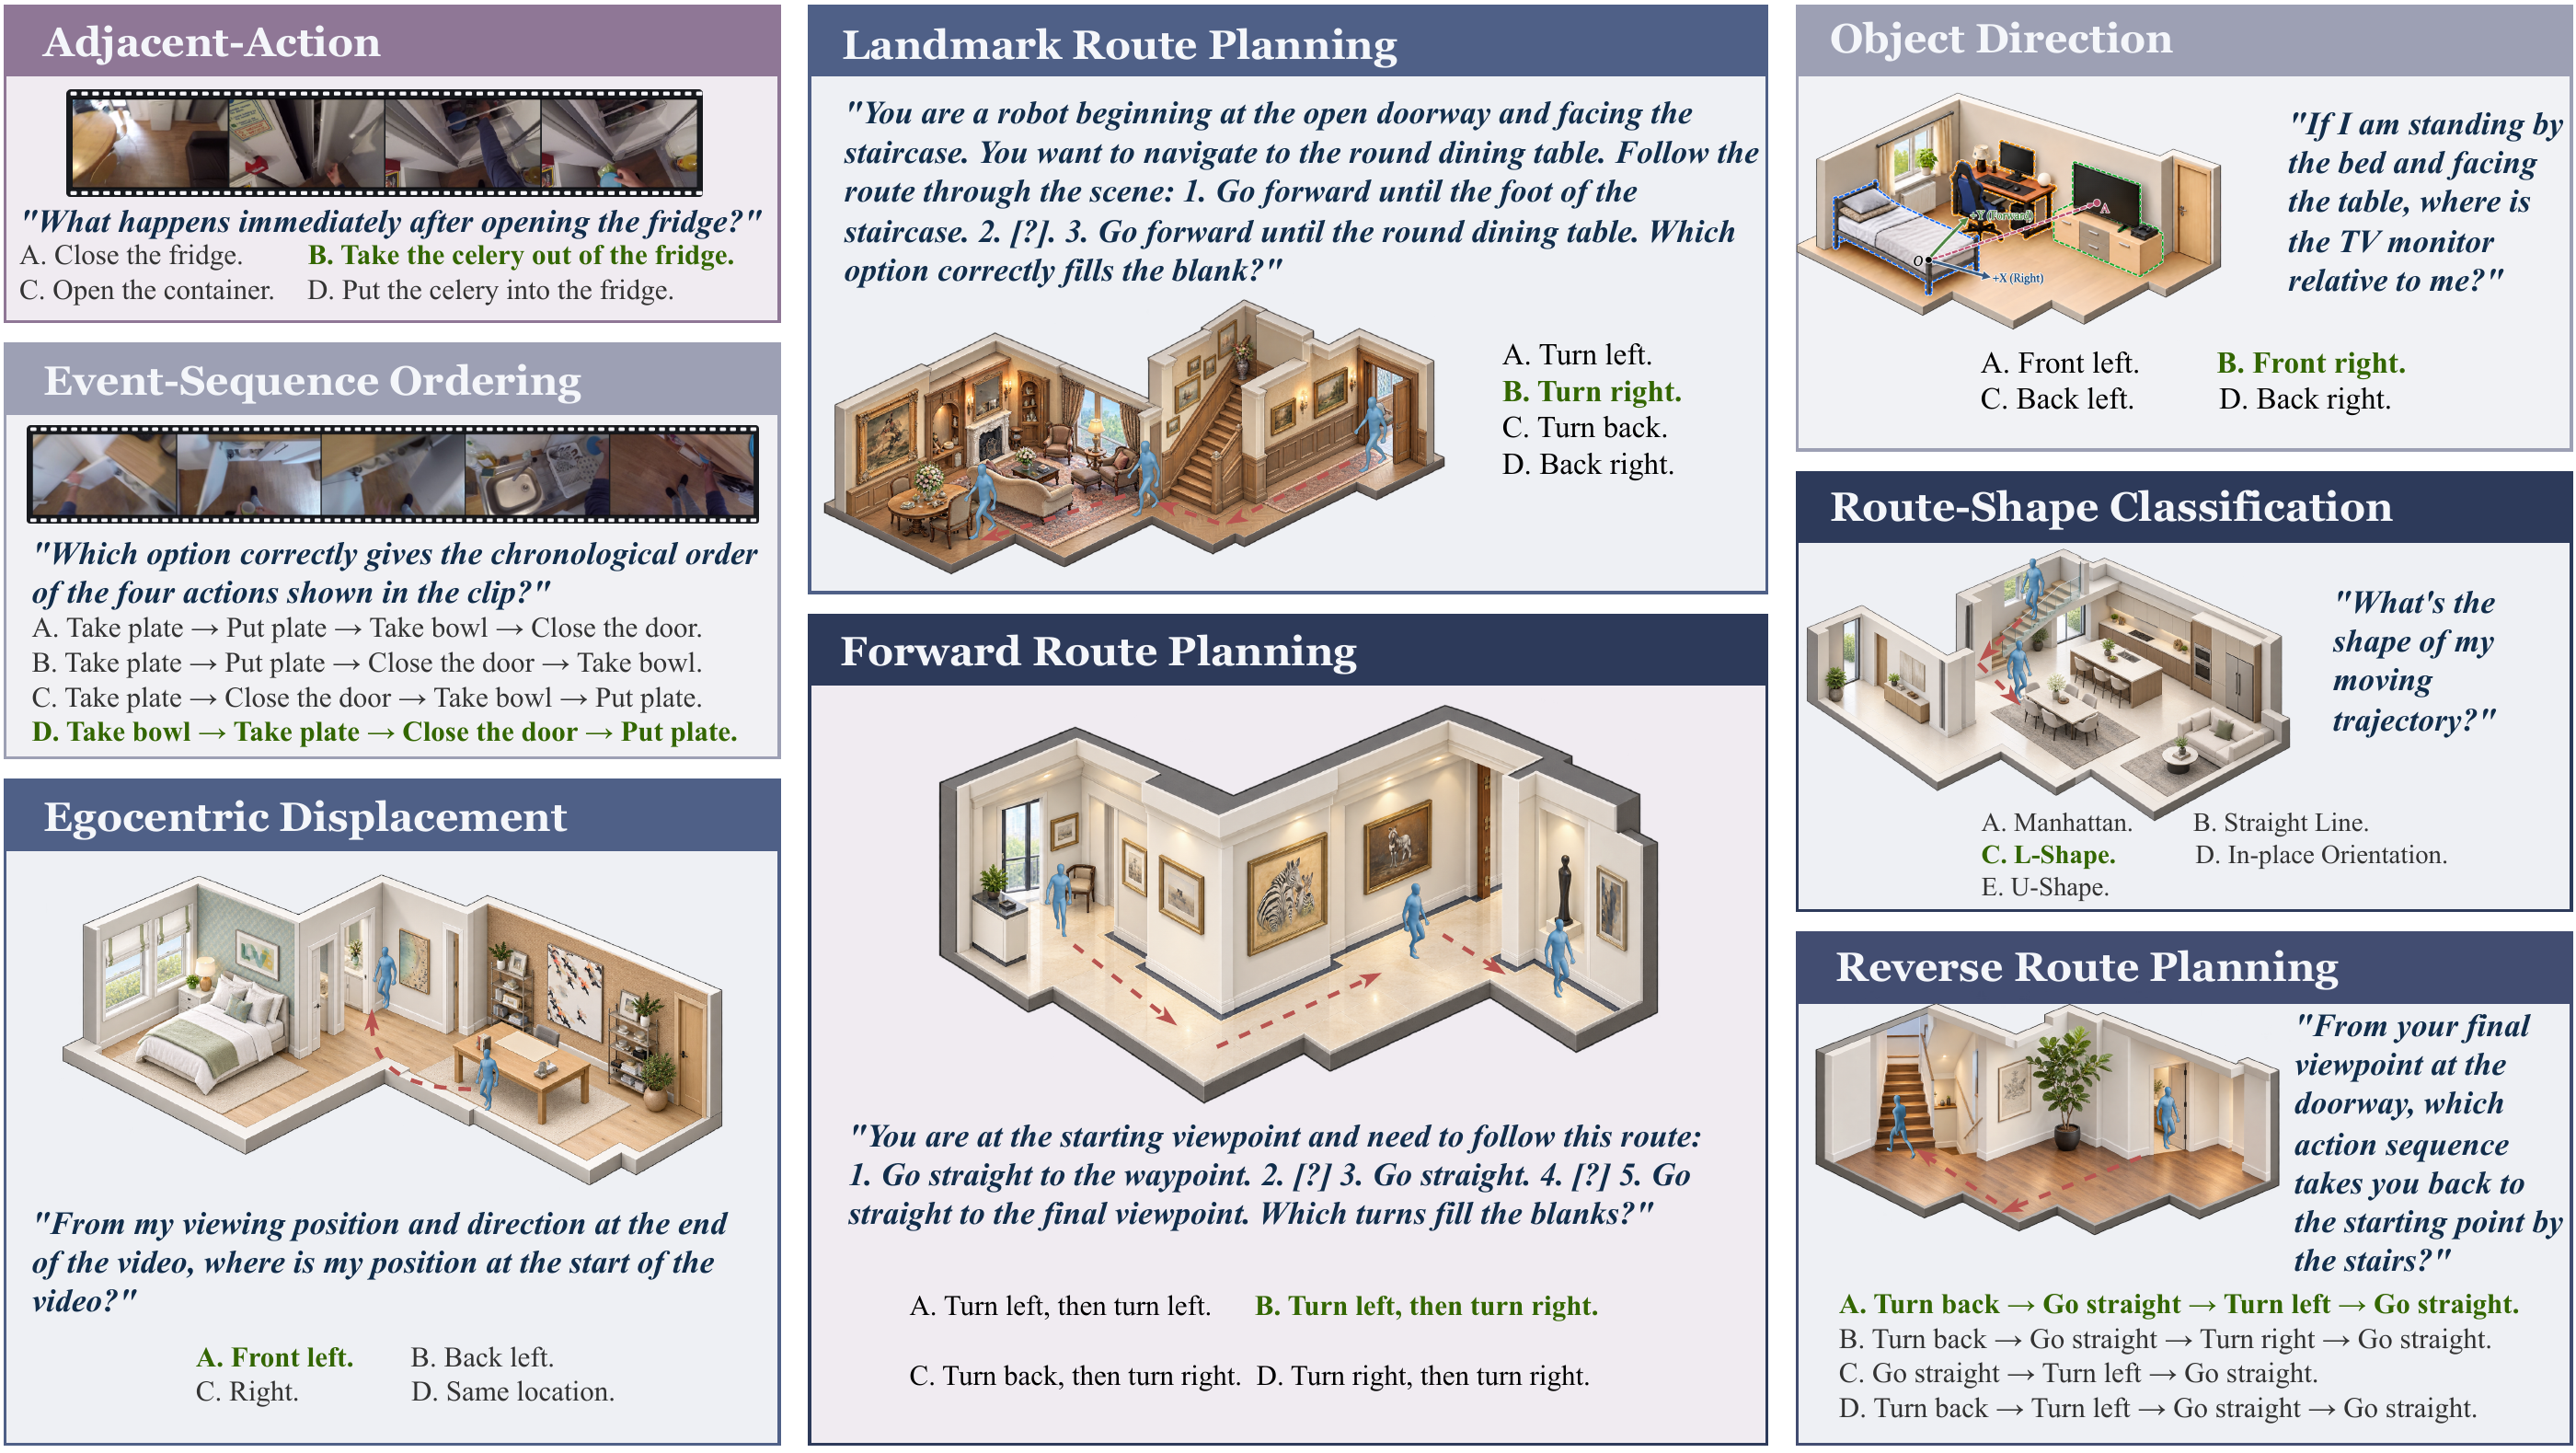 Adjacent-Action
"What happens immediately after opening the fridge?"
A. Close the fridge.
B. Take the celery out of the fridge.
C. Open the container.
D. Put the celery into the fridge.
Event-Sequence Ordering
"Which option correctly gives the chronological order
of the four actions shown in the clip?"
A. Take plate → Put plate → Take bowl → Close the door.
B. Take plate → Put plate → Close the door → Take bowl.
C. Take plate → Close the door → Take bowl → Put plate.
D. Take bowl → Take plate → Close the door → Put plate.
Egocentric Displacement
"From my viewing position and direction at the end
of the video, where is my position at the start of the
video?"
A. Front left.
B. Back left.
C. Right.
D. Same location.
Landmark Route Planning
"You are a robot beginning at the open doorway and facing the
staircase. You want to navigate to the round dining table. Follow the
route through the scene: 1. Go forward until the foot of the
staircase. 2. [?]. 3. Go forward until the round dining table. Which
option correctly fills the blank?"
A. Turn left.
B. Turn right.
C. Turn back.
D. Back right.
Forward Route Planning
"You are at the starting viewpoint and need to follow this route:
1. Go straight to the waypoint. 2. [?] 3. Go straight. 4. [?] 5. Go
straight to the final viewpoint. Which turns fill the blanks?"
A. Turn left, then turn left.
B. Turn left, then turn right.
C. Turn back, then turn right.
D. Turn right, then turn right.
Object Direction
"If I am standing by
the bed and facing
the table, where is
the TV monitor
relative to me?"
+Y (Forward)
A
O
+X (Right)
A. Front left.
B. Front right.
C. Back left.
D. Back right.
Route-Shape Classification
"What's the
shape of my
moving
trajectory?"
A. Manhattan.
B. Straight Line.
C. L-Shape.
D. In-place Orientation.
E. U-Shape.
Reverse Route Planning
"From your final
viewpoint at the
doorway, which
action sequence
takes you back to
the starting point by
the stairs?"
A. Turn back → Go straight → Turn left → Go straight.
B. Turn back → Go straight → Turn right → Go straight.
C. Go straight → Turn left → Go straight.
D. Turn back → Turn left → Go straight → Go straight.